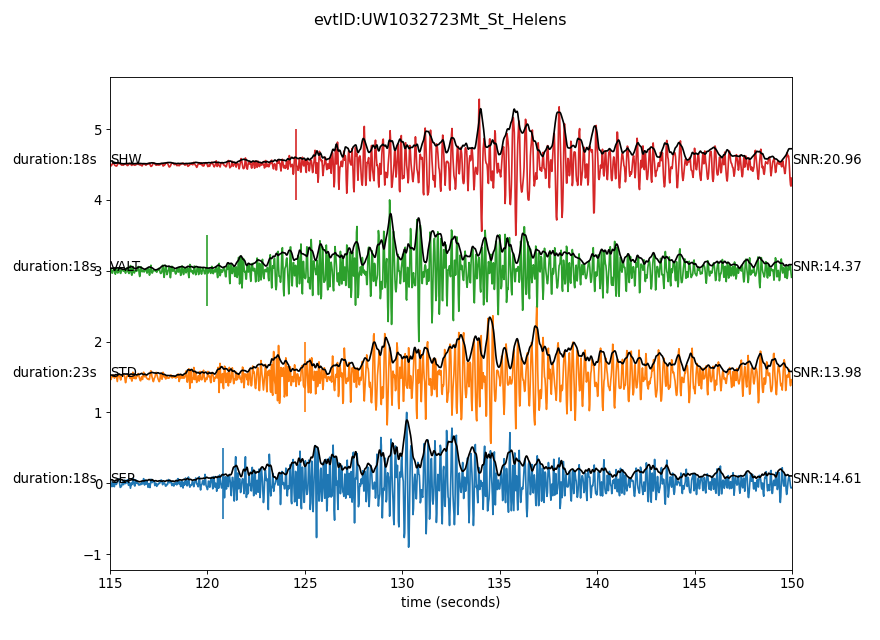 evtID:UW1032723Mt_St_Helens
5
duration:18s SHW SNR:20.96
4
duration:18s 3 VALT SNR:14.37
2
duration:23s STD SNR:13.98
1
duration:18s SEP SNR:14.61
0
−1
115 120 125 130 135 140 145 150
time (seconds)